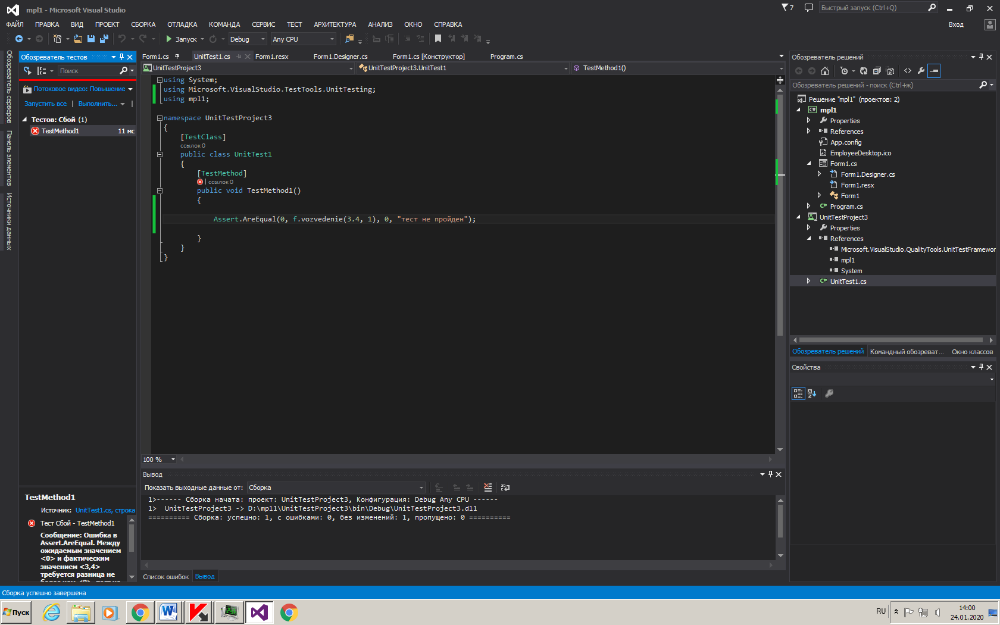 mpl1 - Microsoft Visual Studio
7
Быстрый запуск (Ctrl+Q)
ФАЙЛ ПРАВКА ВИД ПРОЕКТ СБОРКА ОТЛАДКА КОМАНДА СЕРВИС ТЕСТ АРХИТЕКТУРА АНАЛИЗ ОКНО СПРАВКА
Вход
Запуск Debug Any CPU
Обозреватель серверов
Панель элементов
Источники данных
Обозреватель тестов
Поиск
Потоковое видео: Повышение
Запустить все | Выполнить... |
Тестов: Сбой (1)
TestMethod1 11 мс
TestMethod1
Источник: UnitTest1.cs, строка
Тест Сбой - TestMethod1
Сообщение: Ошибка в
Assert.AreEqual. Между
ожидаемым значением
<0> и фактическим
значением <3,4>
требуется разница не
Form1.cs UnitTest1.cs Form1.resx Form1.Designer.cs Form1.cs [Конструктор] Program.cs
UnitTestProject3 UnitTestProject3.UnitTest1 TestMethod1()
using System;
using Microsoft.VisualStudio.TestTools.UnitTesting;
using mpl1;
namespace UnitTestProject3
{
[TestClass]
ссылок 0
public class UnitTest1
{
[TestMethod]
| ссылок 0
public void TestMethod1()
{
Assert.AreEqual(0, f.vozvedenie(3.4, 1), 0, "тест не пройден");
}
}
}
100 %
Вывод
Показать выходные данные от: Сборка
1>------ Сборка начата: проект: UnitTestProject3, Конфигурация: Debug Any CPU ------
1> UnitTestProject3 -> D:\mpl1\UnitTestProject3\bin\Debug\UnitTestProject3.dll
========== Сборка: успешно: 1, с ошибками: 0, без изменений: 1, пропущено: 0 ==========
Список ошибок Вывод
Обозреватель решений
Обозреватель решений - поиск (Ctrl+ж)
Решение "mpl1" (проектов: 2)
mpl1
Properties
References
App.config
EmployeeDesktop.ico
Form1.cs
Form1.Designer.cs
Form1.resx
Form1
Program.cs
UnitTestProject3
Properties
References
Microsoft.VisualStudio.QualityTools.UnitTestFramewor
mpl1
System
UnitTest1.cs
Обозреватель решений Командный обозреват... Окно классов
Свойства
Сборка успешно завершена
Пуск
RU
14:00
24.01.2020